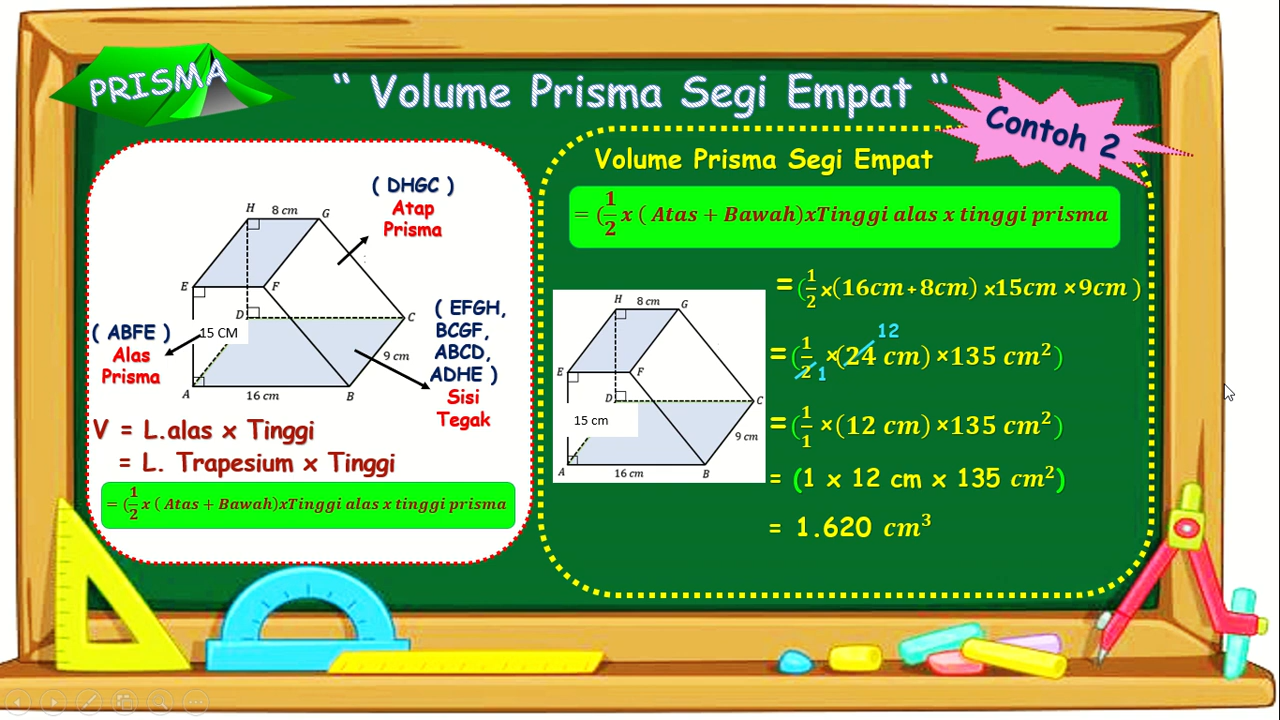 PRISMA
“ Volume Prisma Segi Empat “
Contoh 2
( DHGC )
Atap
Prisma
H 8 cm G
E F
D C
15 CM
9 cm
A 16 cm B
( ABFE )
Alas
Prisma
( EFGH,
BCGF,
ABCD,
ADHE )
Sisi
Tegak
V = L.alas x Tinggi
= L. Trapesium x Tinggi
= (1/2 x ( Atas + Bawah)xTinggi alas x tinggi prisma
Volume Prisma Segi Empat
= (1/2 x ( Atas + Bawah)xTinggi alas x tinggi prisma
H 8 cm G
E F
D C
15 cm
9 cm
A 16 cm B
= (1/2 ×(16cm+8cm) ×15cm ×9cm )
12
= (1/2 ×(24 cm) ×135 cm²)
1
= (1/1 ×(12 cm) ×135 cm²)
= (1 x 12 cm x 135 cm²)
= 1.620 cm³